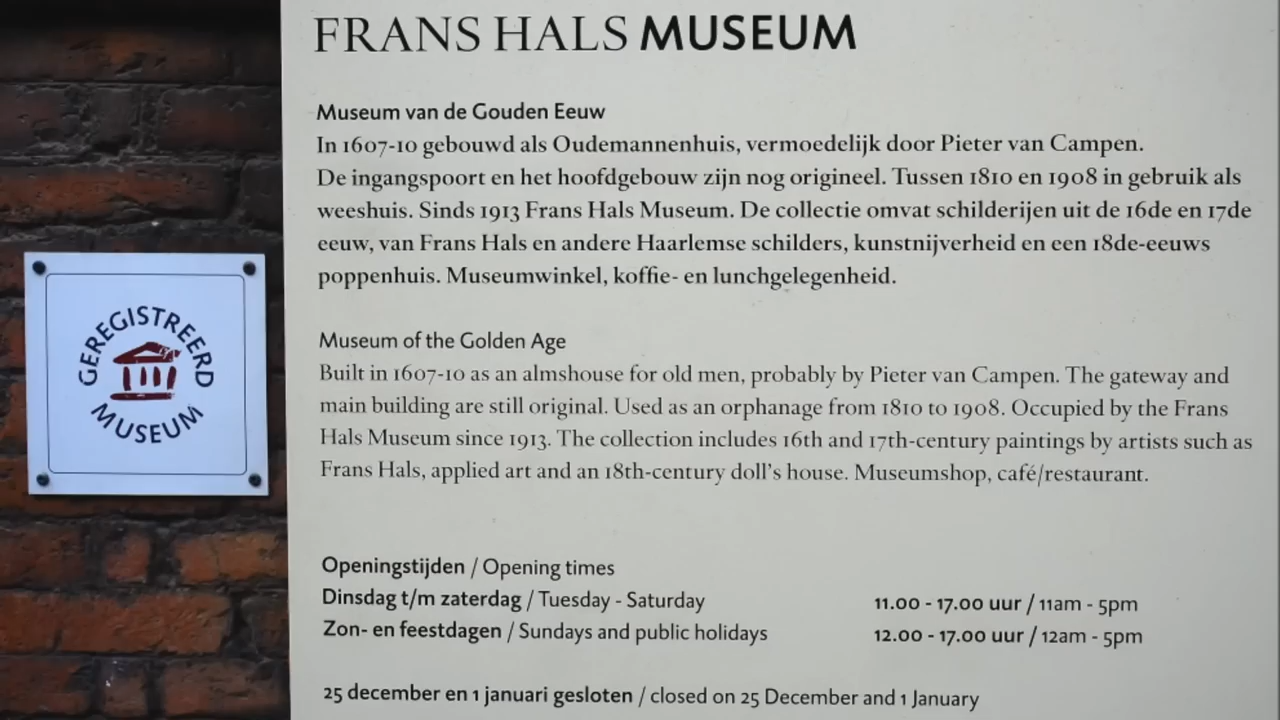 FRANS HALS MUSEUM
Museum van de Gouden Eeuw
In 1607-10 gebouwd als Oudemannenhuis, vermoedelijk door Pieter van Campen.
De ingangspoort en het hoofdgebouw zijn nog origineel. Tussen 1810 en 1908 in gebruik als
weeshuis. Sinds 1913 Frans Hals Museum. De collectie omvat schilderijen uit de 16de en 17de
eeuw, van Frans Hals en andere Haarlemse schilders, kunstnijverheid en een 18de-eeuws
poppenhuis. Museumwinkel, koffie- en lunchgelegenheid.
Museum of the Golden Age
Built in 1607-10 as an almshouse for old men, probably by Pieter van Campen. The gateway and
main building are still original. Used as an orphanage from 1810 to 1908. Occupied by the Frans
Hals Museum since 1913. The collection includes 16th and 17th-century paintings by artists such as
Frans Hals, applied art and an 18th-century doll's house. Museumshop, café/restaurant.
Openingstijden / Opening times
Dinsdag t/m zaterdag / Tuesday - Saturday 11.00 - 17.00 uur / 11am - 5pm
Zon- en feestdagen / Sundays and public holidays 12.00 - 17.00 uur / 12am - 5pm
25 december en 1 januari gesloten / closed on 25 December and 1 January
GEREGISTREERD
MUSEUM